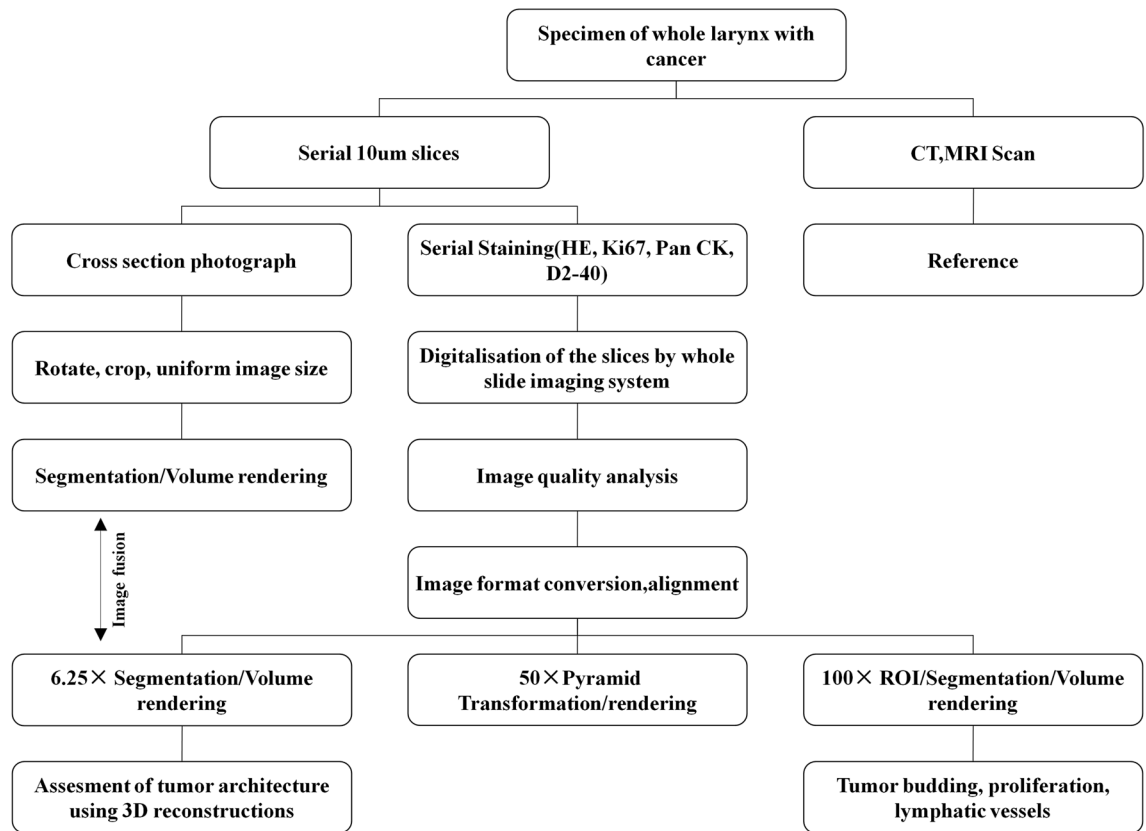 Specimen of whole larynx with
cancer
Serial 10um slices
CT,MRI Scan
Cross section photograph
Serial Staining(HE, Ki67, Pan CK,
D2-40)
Reference
Rotate, crop, uniform image size
Digitalisation of the slices by whole
slide imaging system
Segmentation/Volume rendering
Image quality analysis
Image fusion
Image format conversion,alignment
6.25× Segmentation/Volume
rendering
50×Pyramid
Transformation/rendering
100× ROI/Segmentation/Volume
rendering
Assesment of tumor architecture
using 3D reconstructions
Tumor budding, proliferation,
lymphatic vessels